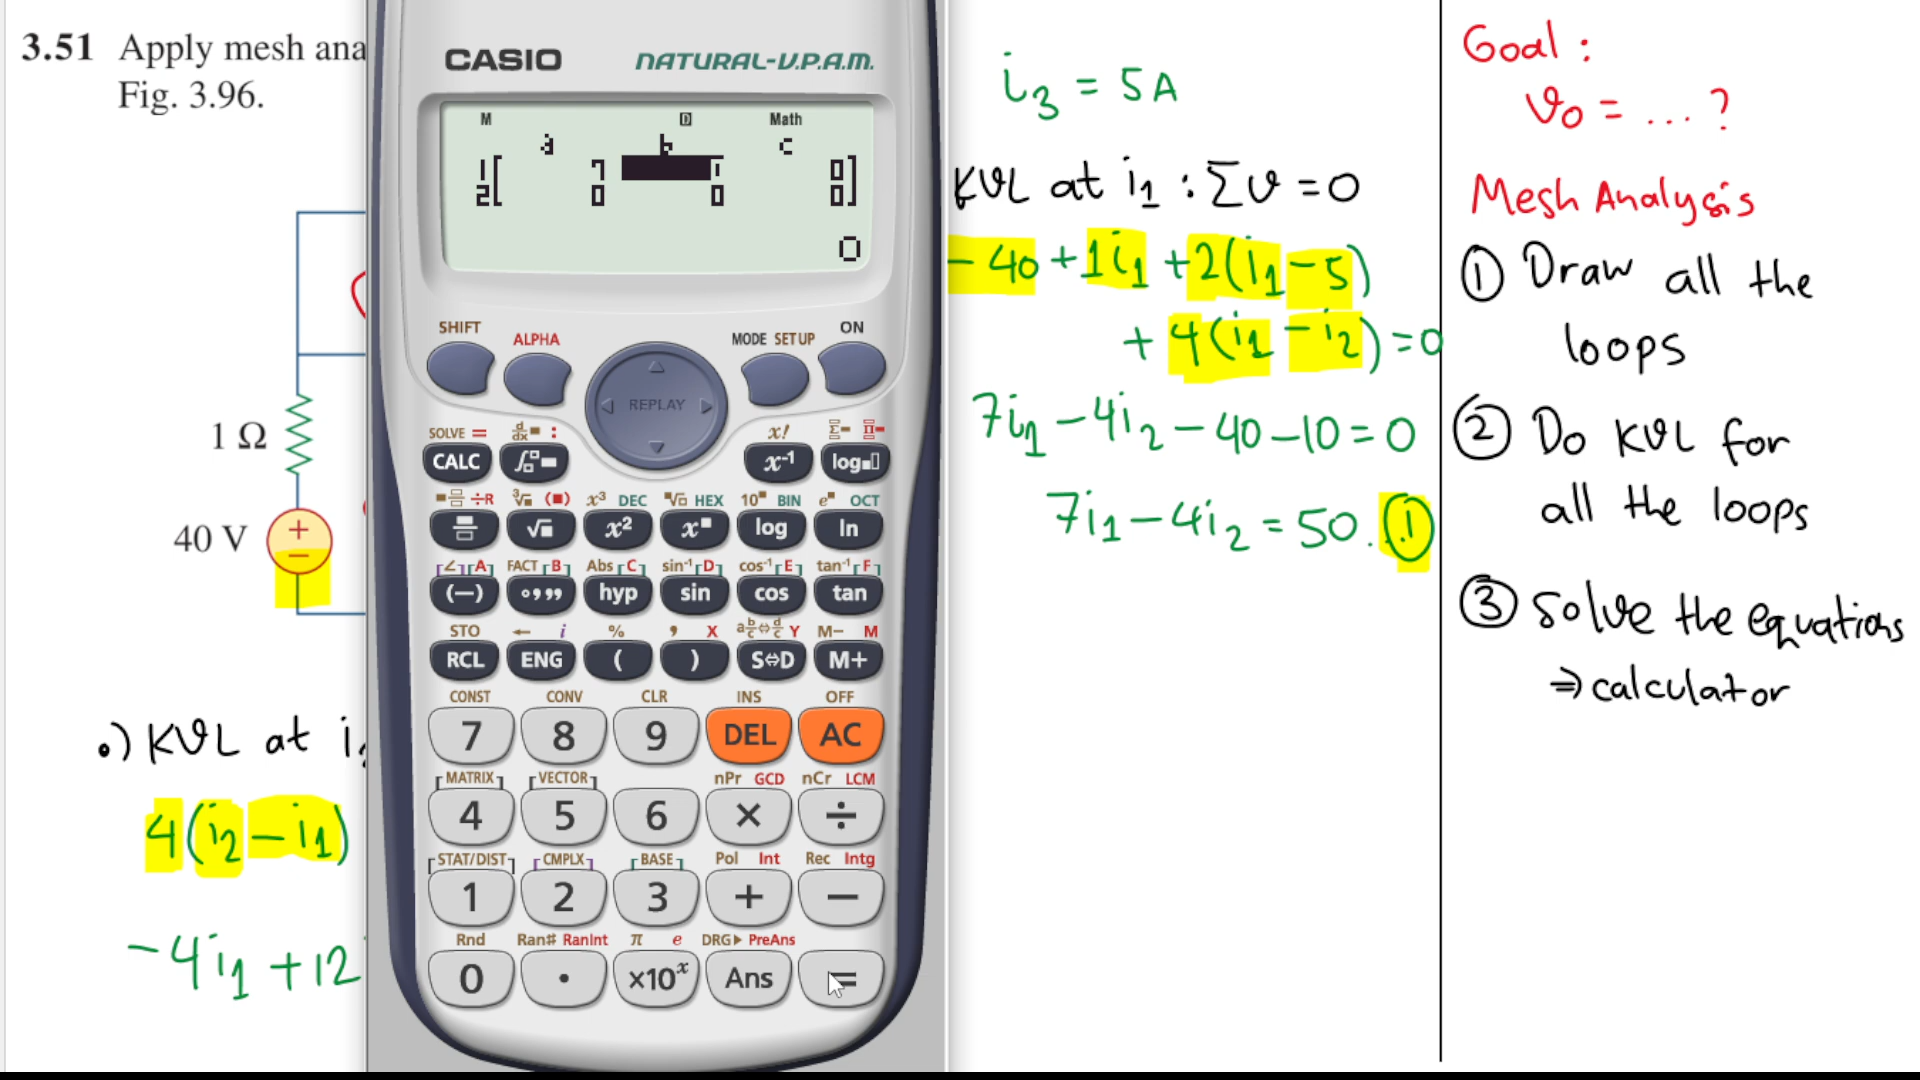 3.51 Apply mesh ana
Fig. 3.96.
1 Ω
40 V
+
−
•) KVL at i
4(i2 − i1)
−4i1 + 12
CASIO
NATURAL-V.P.A.M.
M D Math
a b c
1[ 7 1 0]
2[ 0 0 0]
0
SHIFT ALPHA MODE SETUP ON
REPLAY
SOLVE = d/dx : x! Σ Π
CALC ∫ x⁻¹ log
÷R ∛ x³ DEC HEX 10 BIN e OCT
√ x² x log ln
∠ A FACT B Abs C sin⁻¹ D cos⁻¹ E tan⁻¹ F
(−) °,,, hyp sin cos tan
STO ← i % , X a b/c⇔d/c Y M− M
RCL ENG ( ) S⇔D M+
CONST CONV CLR INS OFF
7 8 9 DEL AC
MATRIX VECTOR nPr GCD nCr LCM
4 5 6 × ÷
STAT/DIST CMPLX BASE Pol Int Rec Intg
1 2 3 + −
Rnd Ran# RanInt π e DRG▶ PreAns
0 • ×10ˣ Ans =
i3 = 5A
KVL at i1 : Σv = 0
−40 + 1i1 + 2(i1 − 5)
+ 4(i1 − i2) = 0
7i1 − 4i2 − 40 − 10 = 0
7i1 − 4i2 = 50. ..①
Goal :
v0 = ... ?
Mesh Analysis
① Draw all the
loops
② Do KVL for
all the loops
③ Solve the equations
⇒ calculator